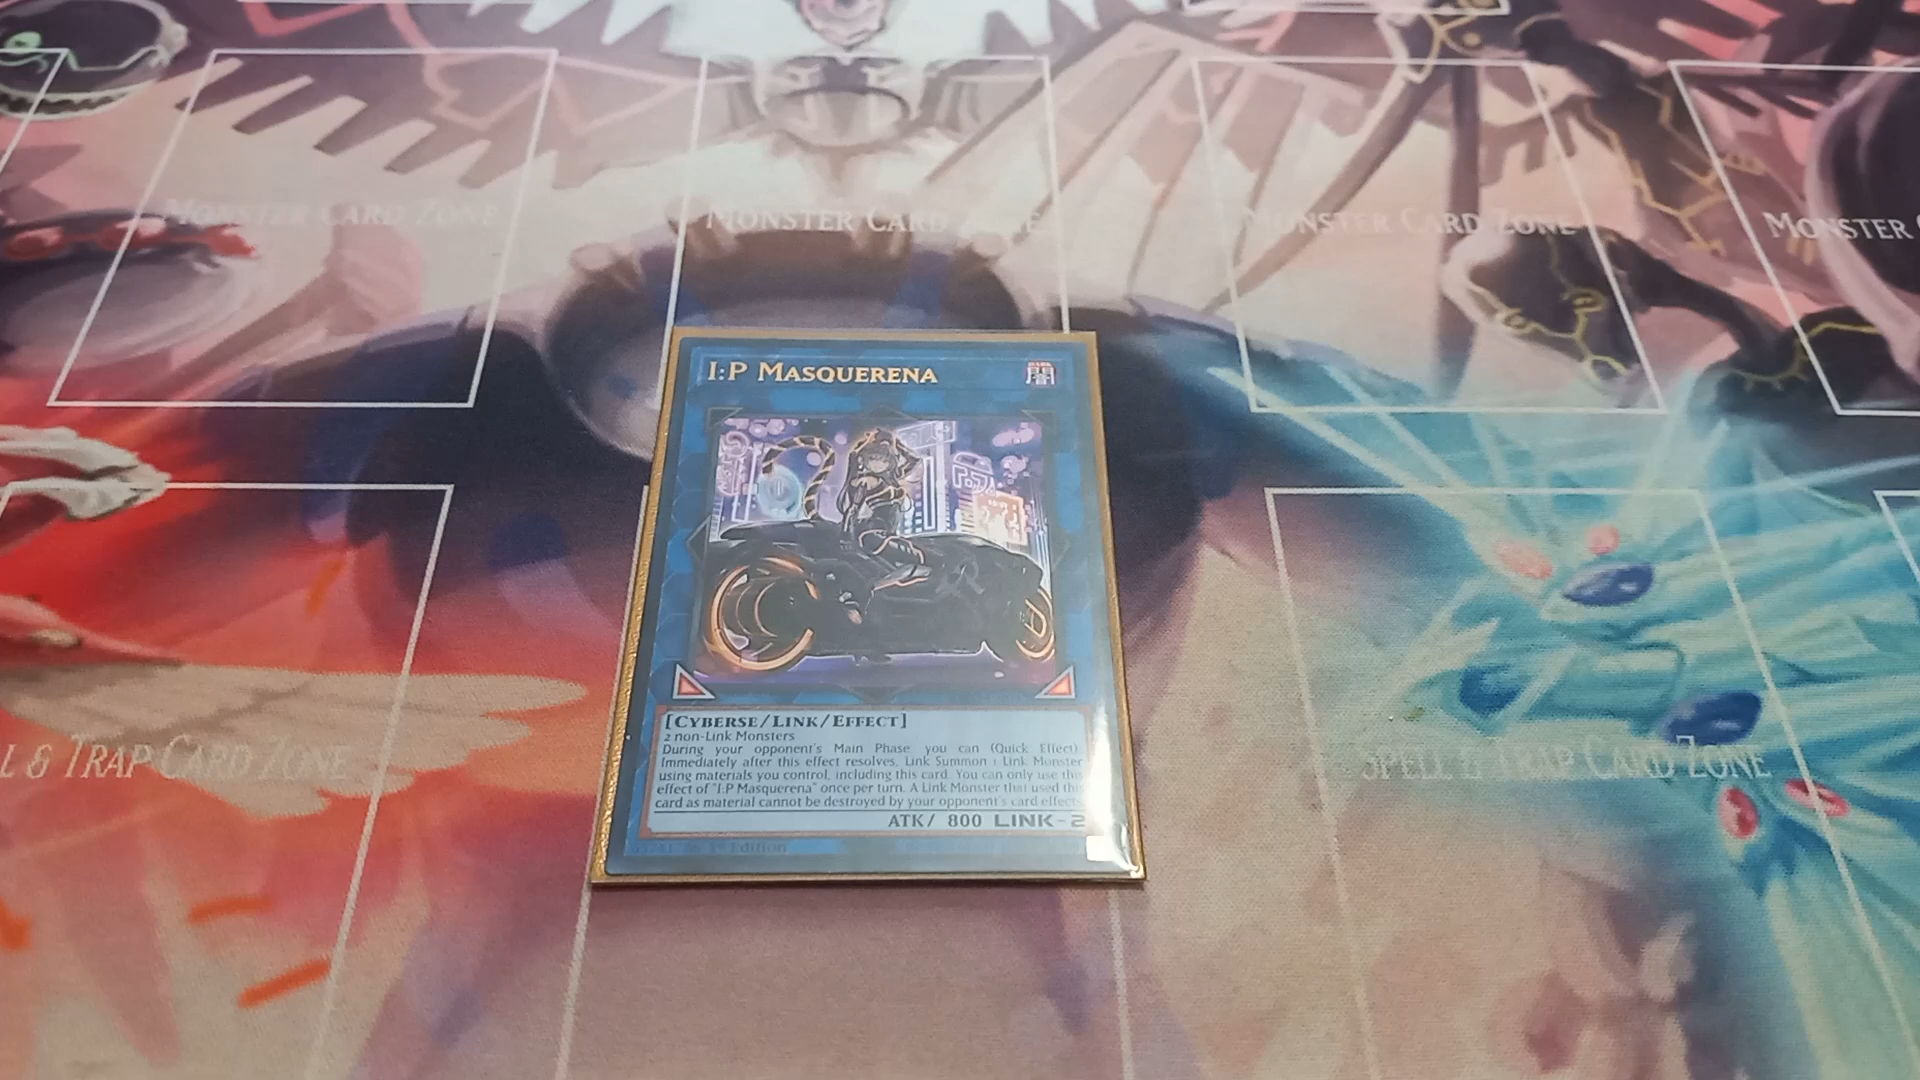 MONSTER CARD ZONE
MONSTER CARD ZONE
MONSTER CARD ZONE
MONSTER
I:P MASQUERENA
DARK
闇
[CYBERSE/LINK/EFFECT]
2 non-Link Monsters
During your opponent's Main Phase, you can (Quick Effect):
Immediately after this effect resolves, Link Summon 1 Link Monster
using materials you control, including this card. You can only use this
effect of "I:P Masquerena" once per turn. A Link Monster that used this
card as material cannot be destroyed by your opponent's card effects.
ATK/ 800 LINK-2
1st Edition
L & TRAP CARD ZONE
SPELL & TRAP CARD ZONE